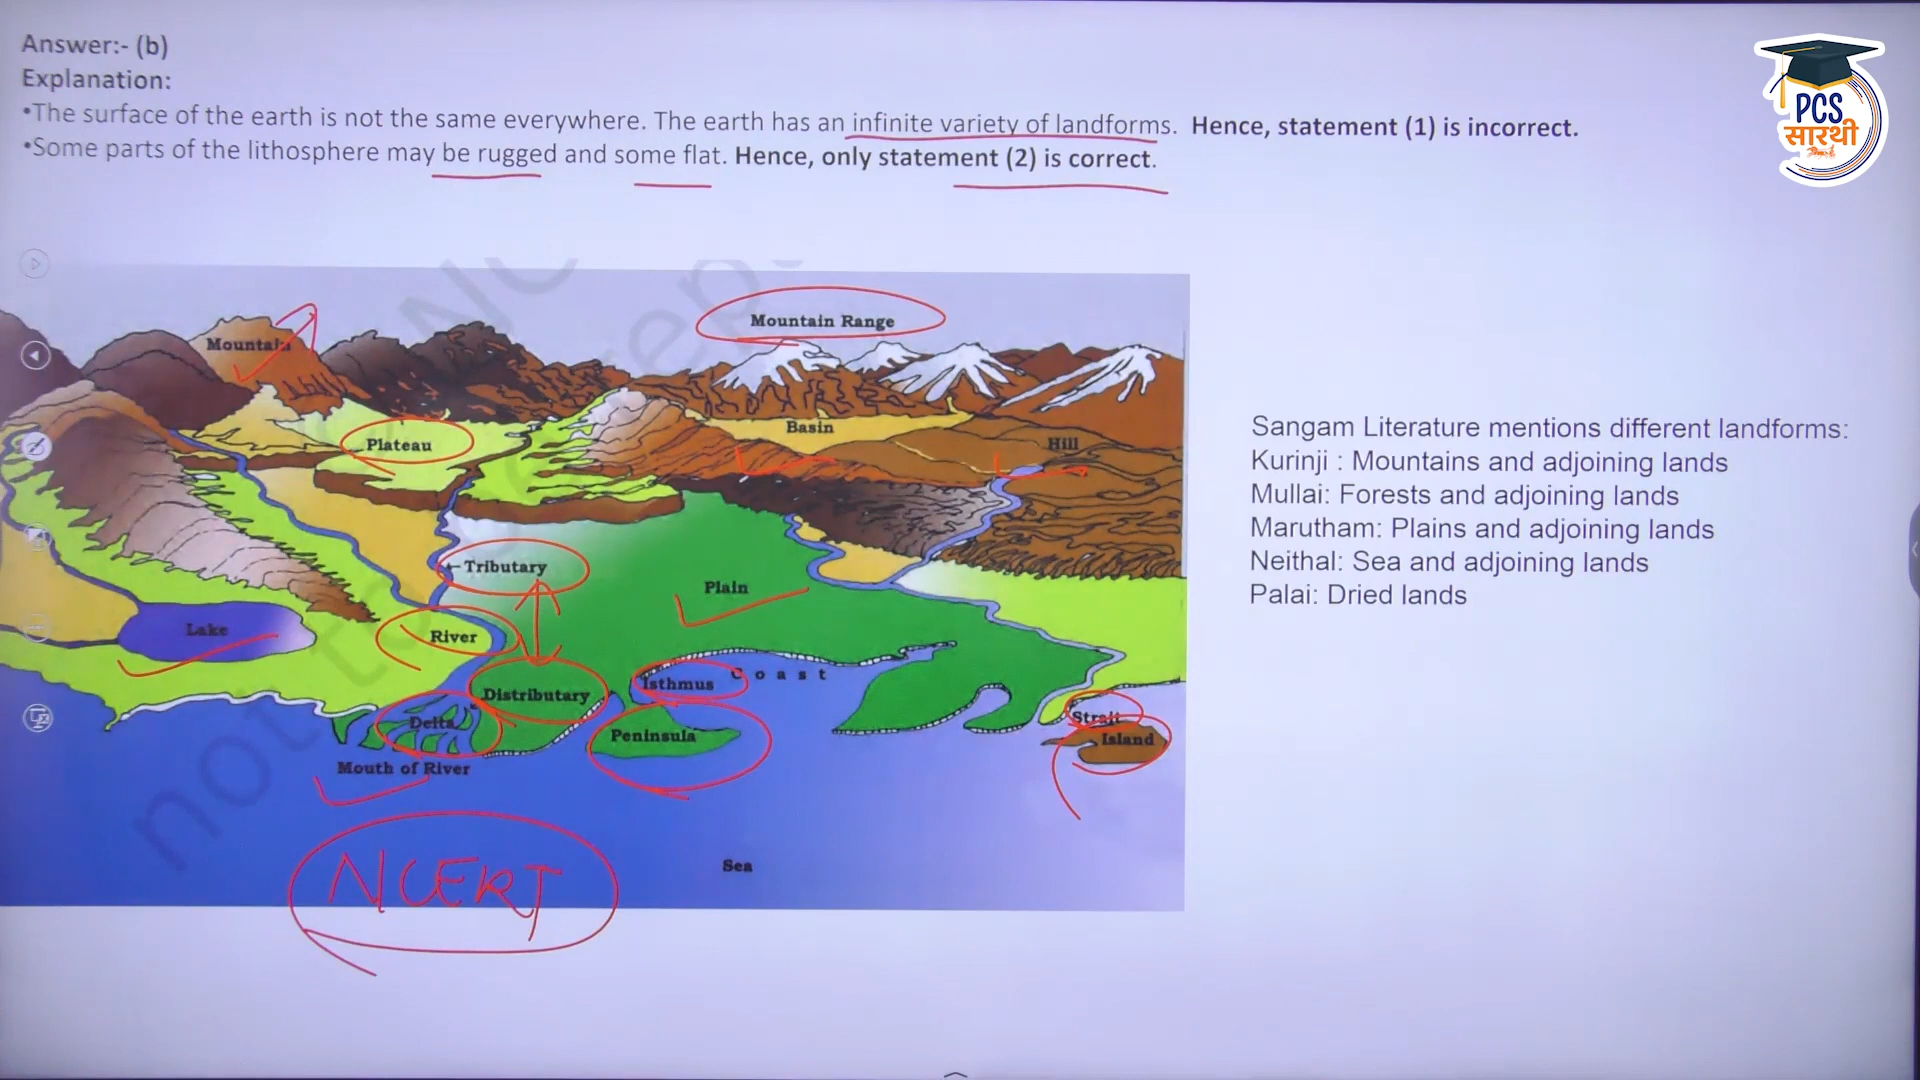 Answer:- (b)
Explanation:
•The surface of the earth is not the same everywhere. The earth has an infinite variety of landforms. Hence, statement (1) is incorrect.
•Some parts of the lithosphere may be rugged and some flat. Hence, only statement (2) is correct.
PCS
सारथी
Mountain Range
Mountain
Basin
Plateau
Hill
Tributary
Plain
Lake
River
Isthmus
Coast
Distributary
Delta
Strait
Peninsula
Island
Mouth of River
Sea
NCERT
Sangam Literature mentions different landforms:
Kurinji : Mountains and adjoining lands
Mullai: Forests and adjoining lands
Marutham: Plains and adjoining lands
Neithal: Sea and adjoining lands
Palai: Dried lands